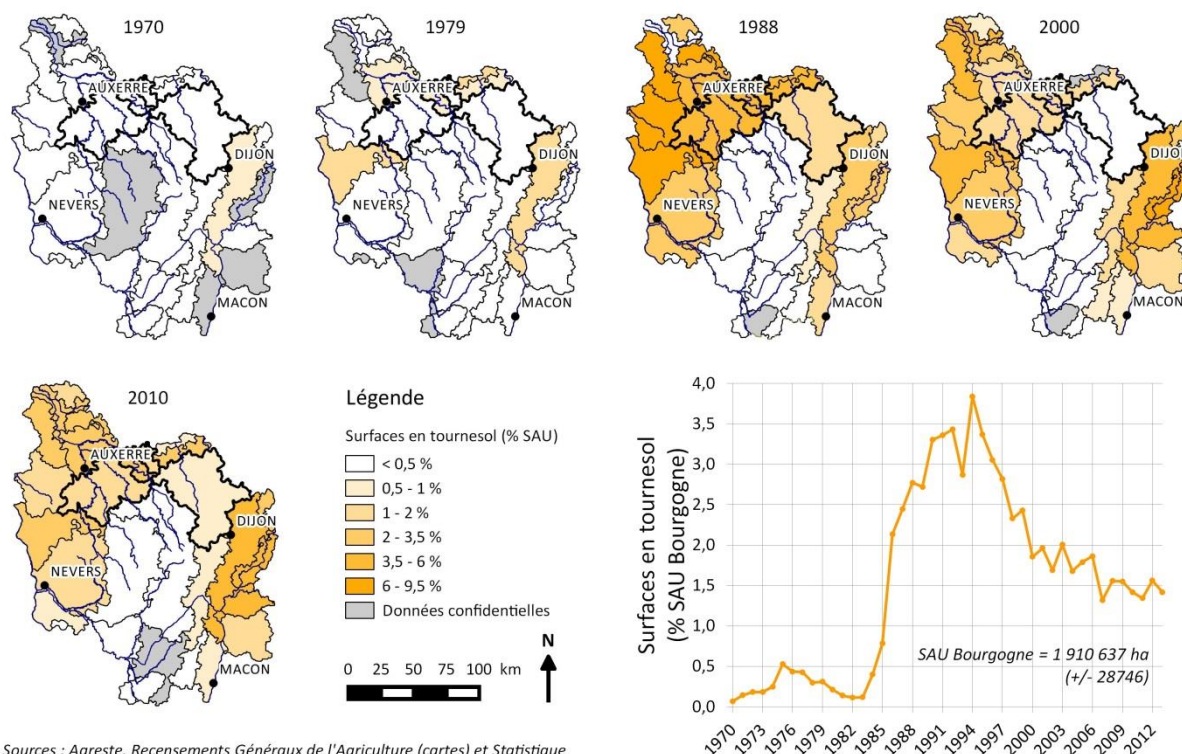 1970
1979
1988
2000
AUXERRE
DIJON
NEVERS
MACON
AUXERRE
DIJON
NEVERS
MACON
AUXERRE
DIJON
NEVERS
MACON
AUXERRE
DIJON
NEVERS
MACON
2010
AUXERRE
DIJON
NEVERS
MACON
Légende
Surfaces en tournesol (% SAU)
< 0,5 %
0,5 - 1 %
1 - 2 %
2 - 3,5 %
3,5 - 6 %
6 - 9,5 %
Données confidentielles
N
0 25 50 75 100 km
Surfaces en tournesol
(% SAU Bourgogne)
4,0
3,5
3,0
2,5
2,0
1,5
1,0
0,5
0,0
SAU Bourgogne = 1 910 637 ha
(+/- 28746)
1970 1973 1976 1979 1982 1985 1988 1991 1994 1997 2000 2003 2006 2009 2012
Sources : Agreste, Recensements Généraux de l'Agriculture (cartes) et Statistique